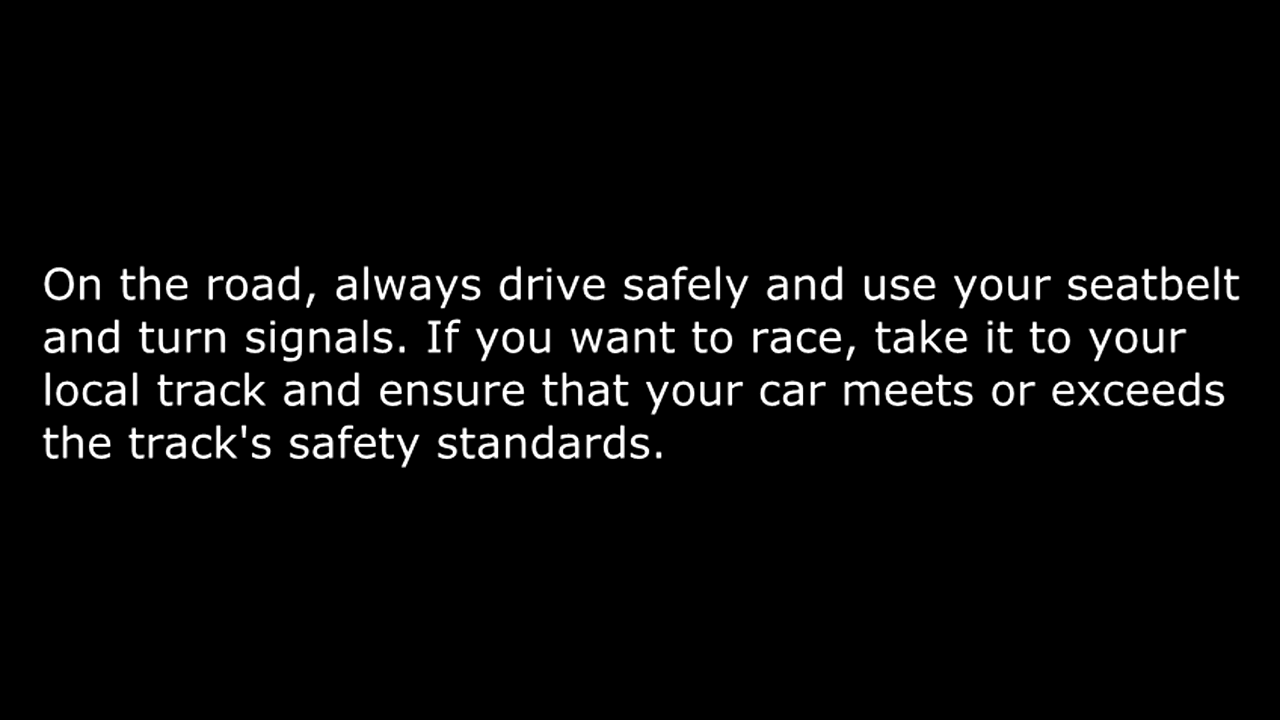 On the road, always drive safely and use your seatbelt
and turn signals. If you want to race, take it to your
local track and ensure that your car meets or exceeds
the track's safety standards.